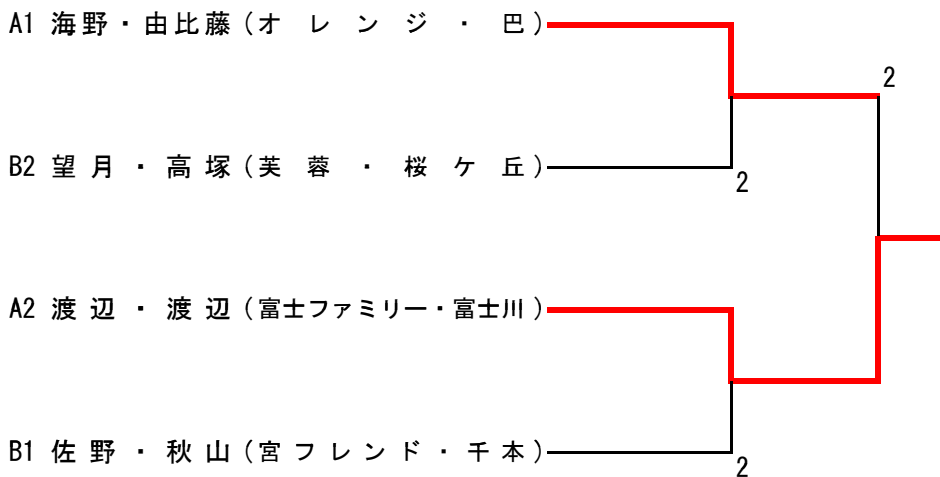 A1 海野・由比藤(オレンジ・巴)
2
B2 望月・高塚(芙蓉・桜ケ丘)
2
A2 渡辺・渡辺(富士ファミリー・富士川)
B1 佐野・秋山(宮フレンド・千本)
2